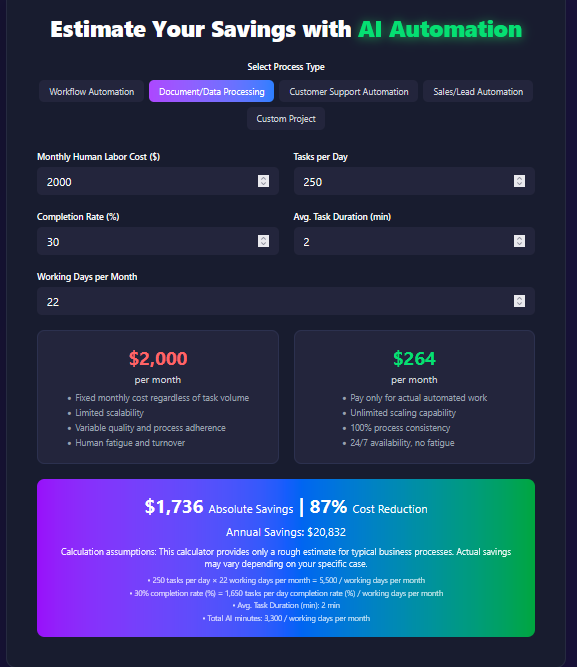 Estimate Your Savings with AI Automation
Select Process Type
Workflow Automation Document/Data Processing Customer Support Automation Sales/Lead Automation
Custom Project
Monthly Human Labor Cost ($) Tasks per Day
2000 250
Completion Rate (%) Avg. Task Duration (min)
30 2
Working Days per Month
22
$2,000
per month
• Fixed monthly cost regardless of task volume
• Limited scalability
• Variable quality and process adherence
• Human fatigue and turnover
$264
per month
• Pay only for actual automated work
• Unlimited scaling capability
• 100% process consistency
• 24/7 availability, no fatigue
$1,736 Absolute Savings | 87% Cost Reduction
Annual Savings: $20,832
Calculation assumptions: This calculator provides only a rough estimate for typical business processes. Actual savings
may vary depending on your specific case.
• 250 tasks per day × 22 working days per month = 5,500 / working days per month
• 30% completion rate (%) = 1,650 tasks per day completion rate (%) / working days per month
• Avg. Task Duration (min): 2 min
• Total AI minutes: 3,300 / working days per month